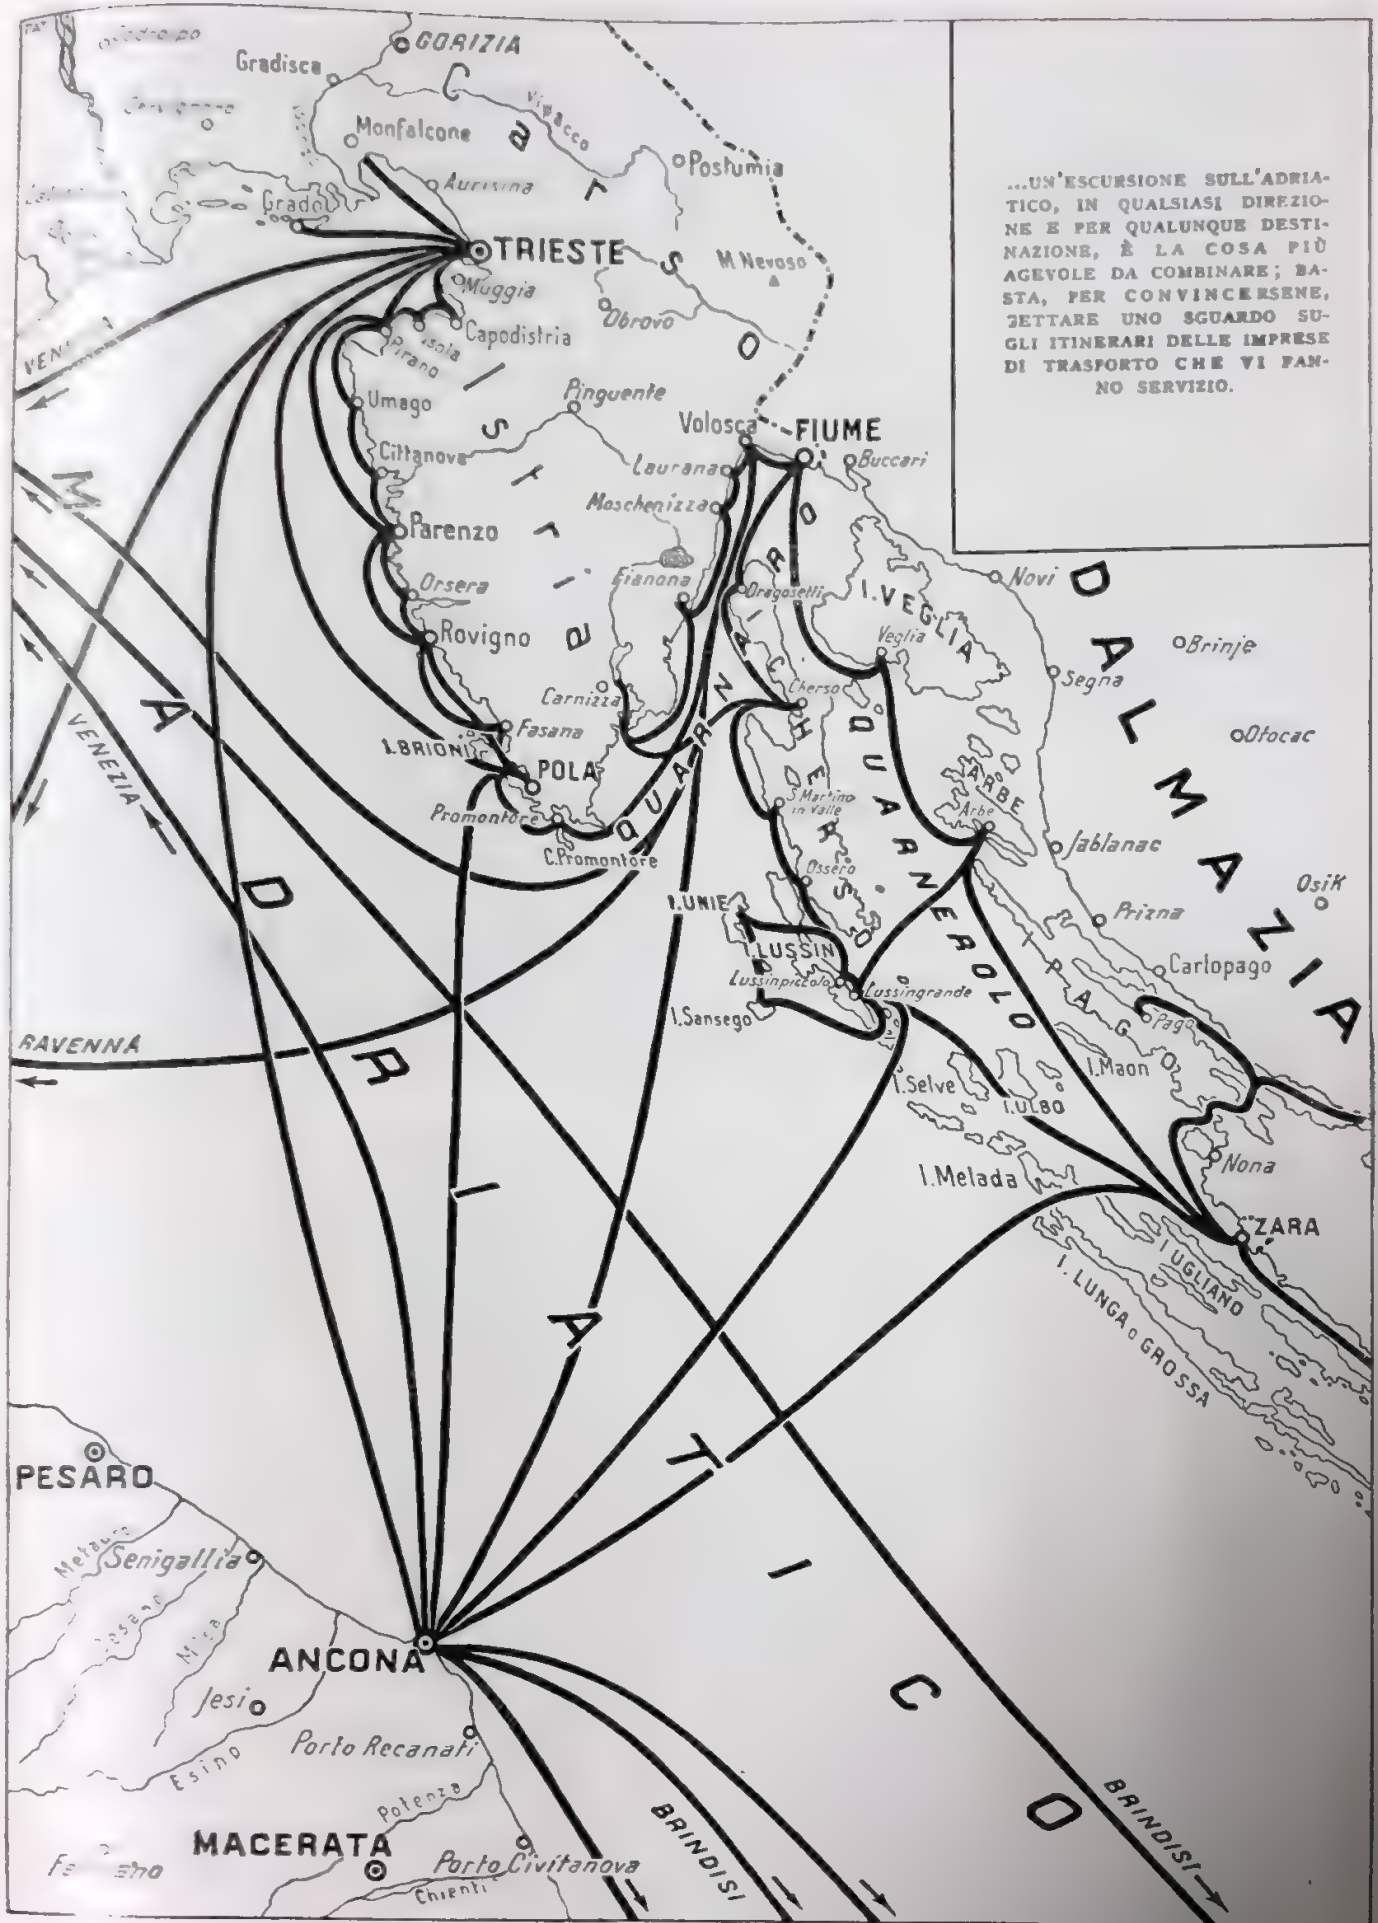 GORIZIA
Gradisca
Vipacco
Monfalcone
Postumia
Aurisina
Grado
TRIESTE
M. Nevoso
Muggia
Obrovo
Capodistria
Isola
Pirano
Carso
...UN'ESCURSIONE SULL'ADRIA-
TICO, IN QUALSIASI DIREZIO-
NE E PER QUALUNQUE DESTI-
NAZIONE, È LA COSA PIÙ
AGEVOLE DA COMBINARE; BA-
STA, PER CONVINCERSENE,
GETTARE UNO SGUARDO SU-
GLI ITINERARI DELLE IMPRESE
DI TRASPORTO CHE VI FAN-
NO SERVIZIO.
Umago
Pinguente
Cittanova
Volosca
FIUME
Laurana
Buccari
Moschenizza
Istria
Parenzo
Fianona
Orsera
Dragosetti
I. VEGLIA
Novi
Rovigno
Veglia
Brinje
Segna
Carnizza
Cherso
CHERSO
Fasana
Otocac
I. BRIONI
VENEZIA
POLA
QUARNARO
QUARNEROLO
ARBE
Arbe
S. Martino
in Valle
Promontore
C. Promontore
Jablanac
Ossero
Osik
I. UNIE
Prizna
I. LUSSIN
Carlopago
Lussinpiccolo
Lussingrande
I. Sansego
PAGO
Pago
RAVENNA
I. Maon
I. Selve
I. ULBO
Nona
I. Melada
ZARA
I UGLIANO
I. LUNGA o GROSSA
DALMAZIA
MAR
ADRIATICO
PESARO
Metauro
Senigallia
Misa
ANCONA
Jesi
Esino
Porto Recanati
Potenza
MACERATA
Porto Civitanova
Chienti
BRINDISI
BRINDISI